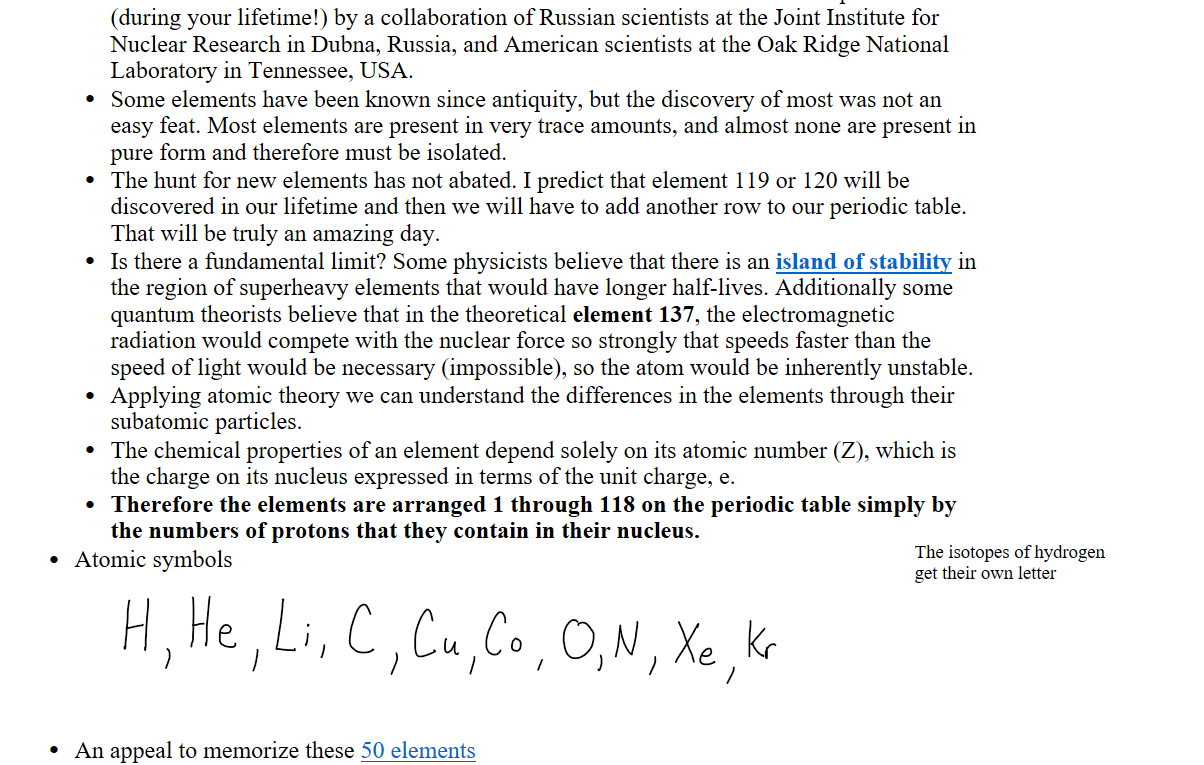 (during your lifetime!) by a collaboration of Russian scientists at the Joint Institute for
Nuclear Research in Dubna, Russia, and American scientists at the Oak Ridge National
Laboratory in Tennessee, USA.
• Some elements have been known since antiquity, but the discovery of most was not an
easy feat. Most elements are present in very trace amounts, and almost none are present in
pure form and therefore must be isolated.
• The hunt for new elements has not abated. I predict that element 119 or 120 will be
discovered in our lifetime and then we will have to add another row to our periodic table.
That will be truly an amazing day.
• Is there a fundamental limit? Some physicists believe that there is an island of stability in
the region of superheavy elements that would have longer half-lives. Additionally some
quantum theorists believe that in the theoretical element 137, the electromagnetic
radiation would compete with the nuclear force so strongly that speeds faster than the
speed of light would be necessary (impossible), so the atom would be inherently unstable.
• Applying atomic theory we can understand the differences in the elements through their
subatomic particles.
• The chemical properties of an element depend solely on its atomic number (Z), which is
the charge on its nucleus expressed in terms of the unit charge, e.
• Therefore the elements are arranged 1 through 118 on the periodic table simply by
the numbers of protons that they contain in their nucleus.
• Atomic symbols
The isotopes of hydrogen
get their own letter
H, He, Li, C, Cu, Co, O, N, Xe, Kr
• An appeal to memorize these 50 elements